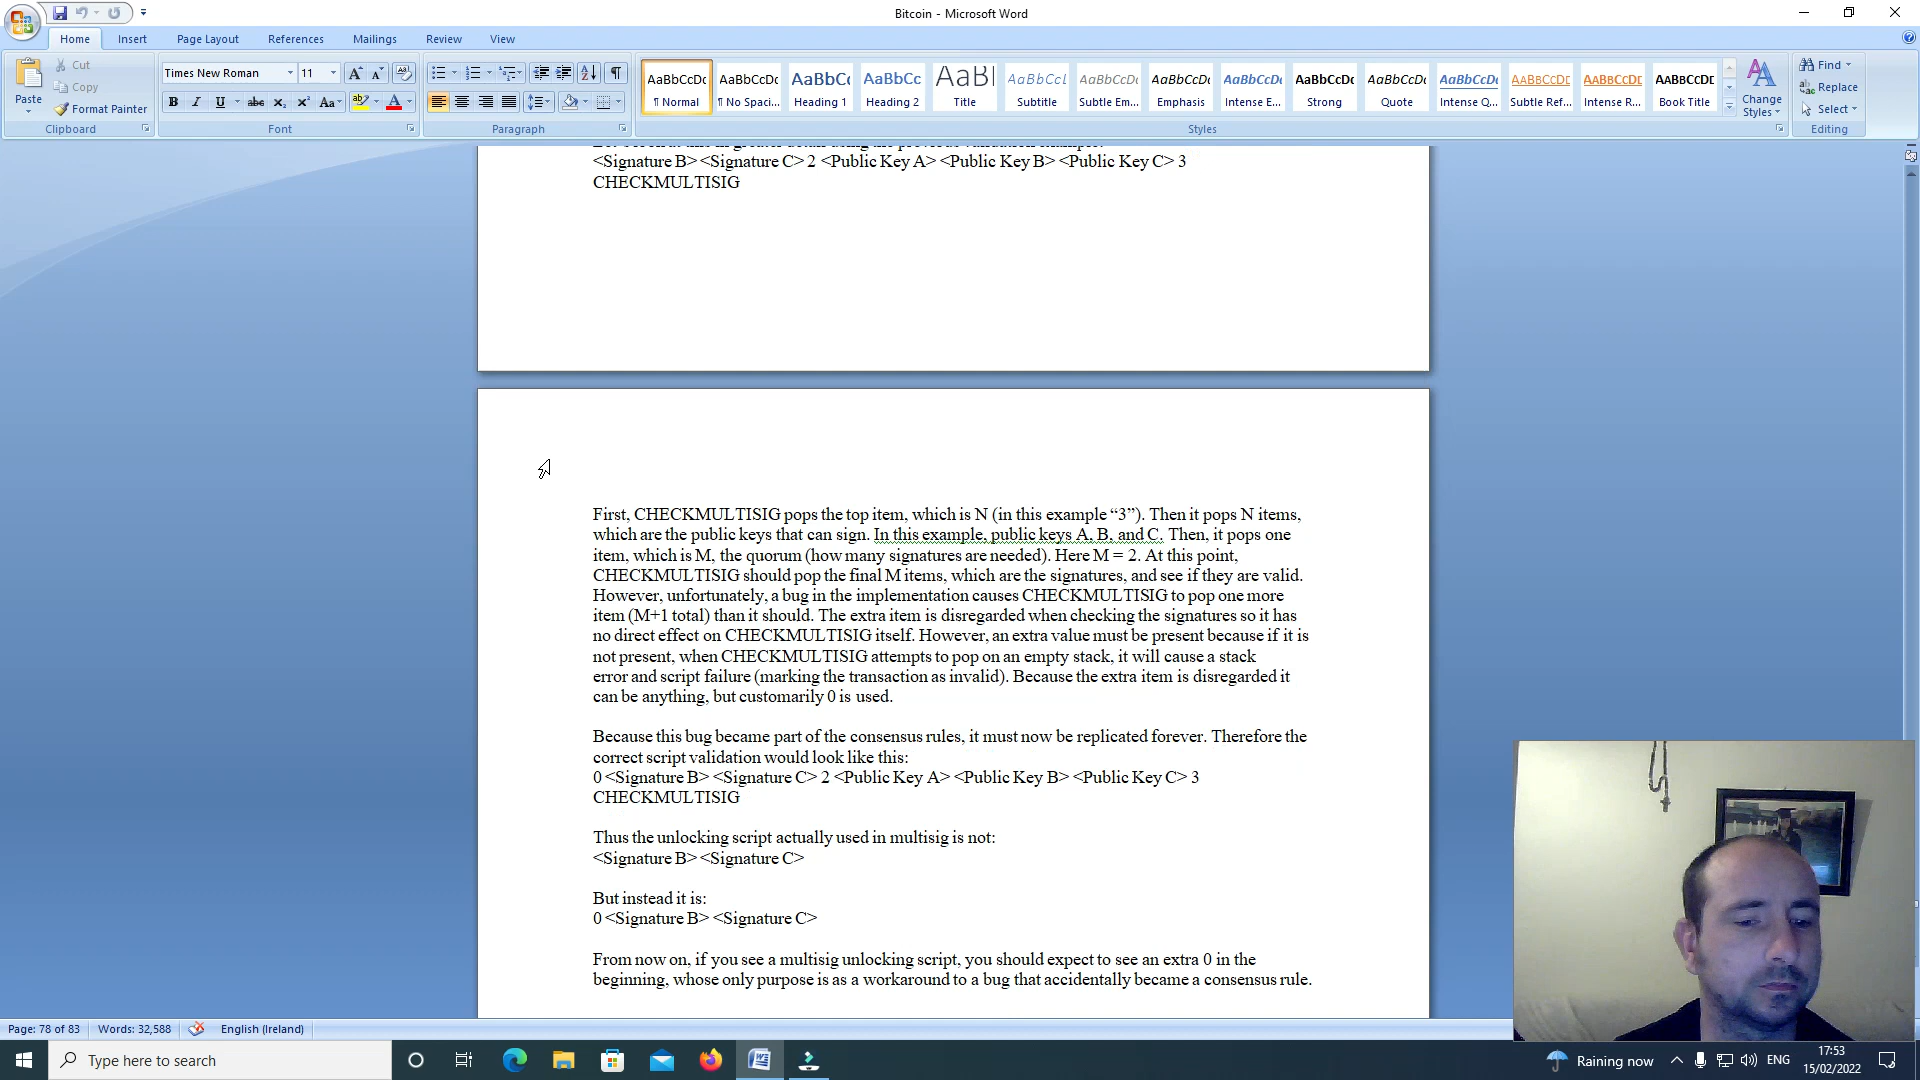 Bitcoin - Microsoft Word
Home Insert Page Layout References Mailings Review View
Paste
Cut
Copy
Format Painter
Clipboard
Times New Roman 11
Font
Paragraph
AaBbCcDc AaBbCcDc AaBbC AaBbCc AaB AaBbCcL AaBbCcDc AaBbCcDc AaBbCcDc AaBbCcDc AaBbCcDc AaBbCcDc AABBCCDE AABBCCDE AABBCCDE
¶ Normal ¶ No Spaci... Heading 1 Heading 2 Title Subtitle Subtle Em... Emphasis Intense E... Strong Quote Intense Q... Subtle Ref... Intense R... Book Title
Change Styles
Styles
Find
Replace
Select
Editing
<Signature B> <Signature C> 2 <Public Key A> <Public Key B> <Public Key C> 3
CHECKMULTISIG
First, CHECKMULTISIG pops the top item, which is N (in this example “3”). Then it pops N items,
which are the public keys that can sign. In this example, public keys A, B, and C. Then, it pops one
item, which is M, the quorum (how many signatures are needed). Here M = 2. At this point,
CHECKMULTISIG should pop the final M items, which are the signatures, and see if they are valid.
However, unfortunately, a bug in the implementation causes CHECKMULTISIG to pop one more
item (M+1 total) than it should. The extra item is disregarded when checking the signatures so it has
no direct effect on CHECKMULTISIG itself. However, an extra value must be present because if it is
not present, when CHECKMULTISIG attempts to pop on an empty stack, it will cause a stack
error and script failure (marking the transaction as invalid). Because the extra item is disregarded it
can be anything, but customarily 0 is used.
Because this bug became part of the consensus rules, it must now be replicated forever. Therefore the
correct script validation would look like this:
0 <Signature B> <Signature C> 2 <Public Key A> <Public Key B> <Public Key C> 3
CHECKMULTISIG
Thus the unlocking script actually used in multisig is not:
<Signature B> <Signature C>
But instead it is:
0 <Signature B> <Signature C>
From now on, if you see a multisig unlocking script, you should expect to see an extra 0 in the
beginning, whose only purpose is as a workaround to a bug that accidentally became a consensus rule.
Page: 78 of 83 Words: 32,588 English (Ireland)
Type here to search
Raining now
ENG
17:53
15/02/2022